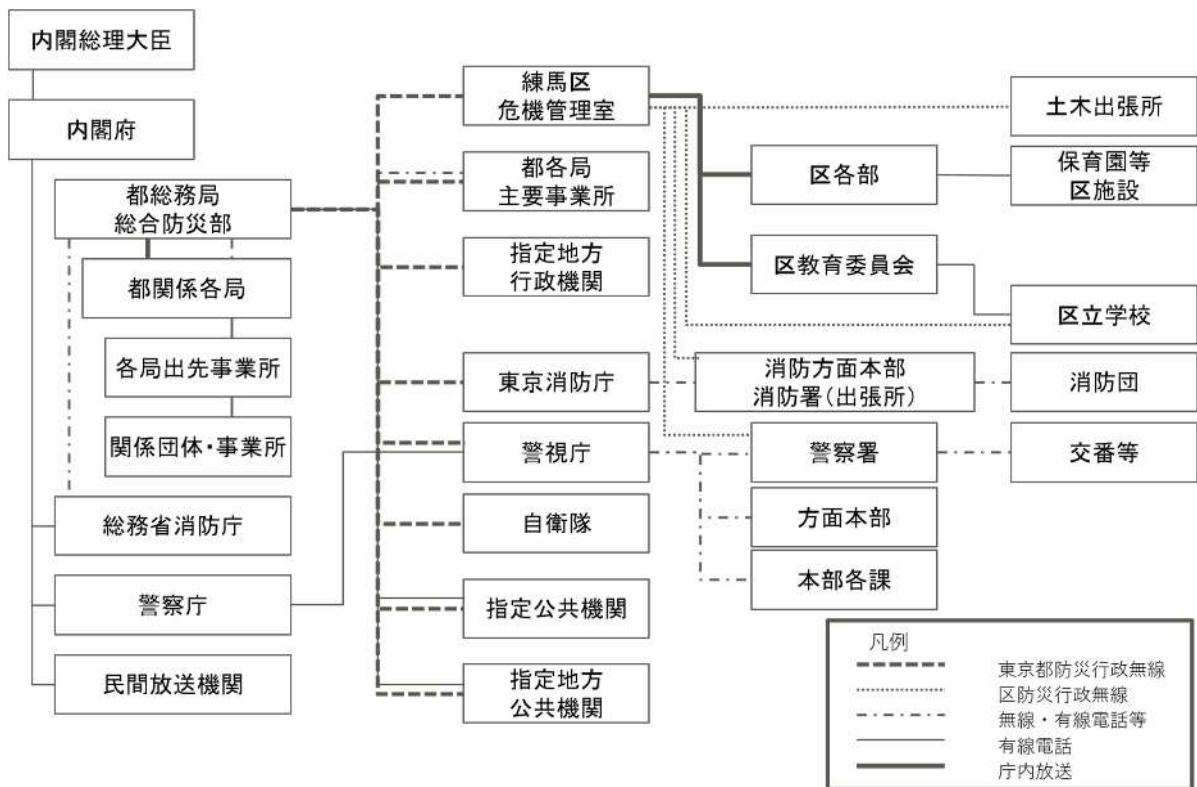 内閣総理大臣
内閣府
都総務局
総合防災部
都関係各局
各局出先事業所
関係団体・事業所
総務省消防庁
警察庁
民間放送機関
練馬区
危機管理室
都各局
主要事業所
指定地方
行政機関
東京消防庁
警視庁
自衛隊
指定公共機関
指定地方
公共機関
区各部
区教育委員会
消防方面本部
消防署（出張所）
警察署
方面本部
本部各課
土木出張所
保育園等
区施設
区立学校
消防団
交番等
凡例
東京都防災行政無線
区防災行政無線
無線・有線電話等
有線電話
庁内放送